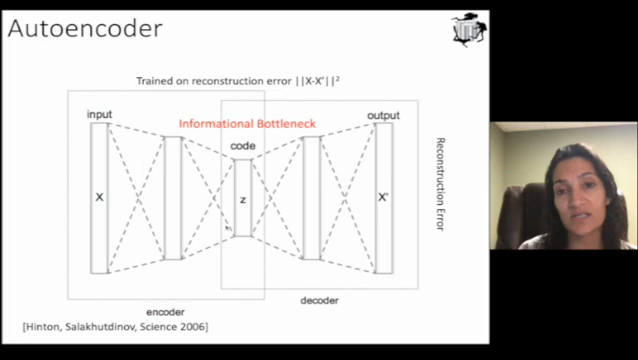 Autoencoder
Trained on reconstruction error ||X-X'||²
input
Informational Bottleneck
output
code
X
z
X'
Reconstruction Error
encoder
decoder
[Hinton, Salakhutdinov, Science 2006]